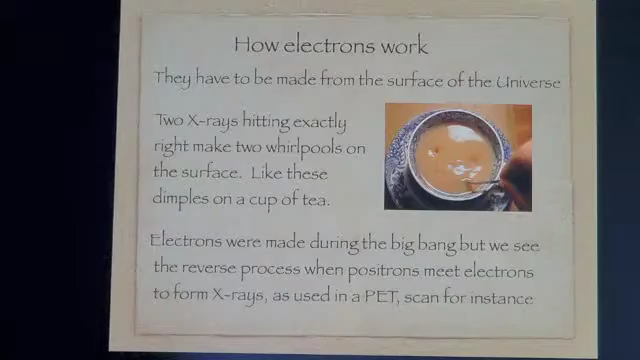 How electrons work
They have to be made from the surface of the Universe
Two X-rays hitting exactly
right make two whirlpools on
the surface. Like these
dimples on a cup of tea.
Electrons were made during the big bang but we see
the reverse process when positrons meet electrons
to form X-rays, as used in a PET, scan for instance